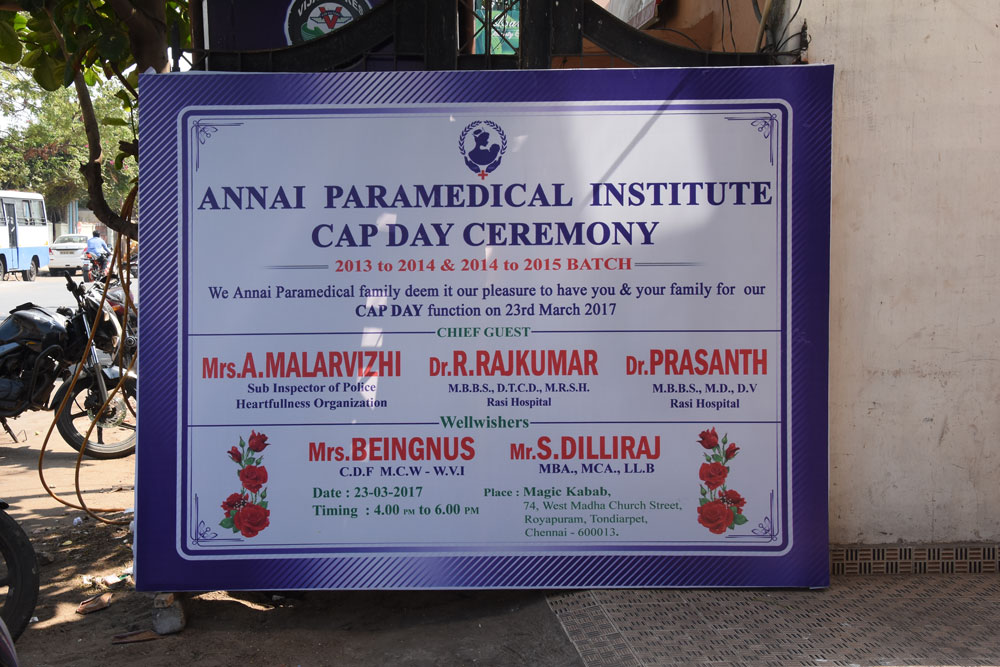 ANNAI PARAMEDICAL INSTITUTE
CAP DAY CEREMONY
2013 to 2014 & 2014 to 2015 BATCH
We Annai Paramedical family deem it our pleasure to have you & your family for our
CAP DAY function on 23rd March 2017
CHIEF GUEST
Mrs.A.MALARVIZHI
Sub Inspector of Police
Heartfullness Organization
Dr.R.RAJKUMAR
M.B.B.S., D.T.C.D., M.R.S.H.
Rasi Hospital
Dr.PRASANTH
M.B.B.S., M.D., D.V
Rasi Hospital
Wellwishers
Mrs.BEINGNUS
C.D.F M.C.W - W.V.I
Mr.S.DILLIRAJ
MBA., MCA., LL.B
Date : 23-03-2017
Timing : 4.00 PM to 6.00 PM
Place : Magic Kabab,
74, West Madha Church Street,
Royapuram, Tondiarpet,
Chennai - 600013.